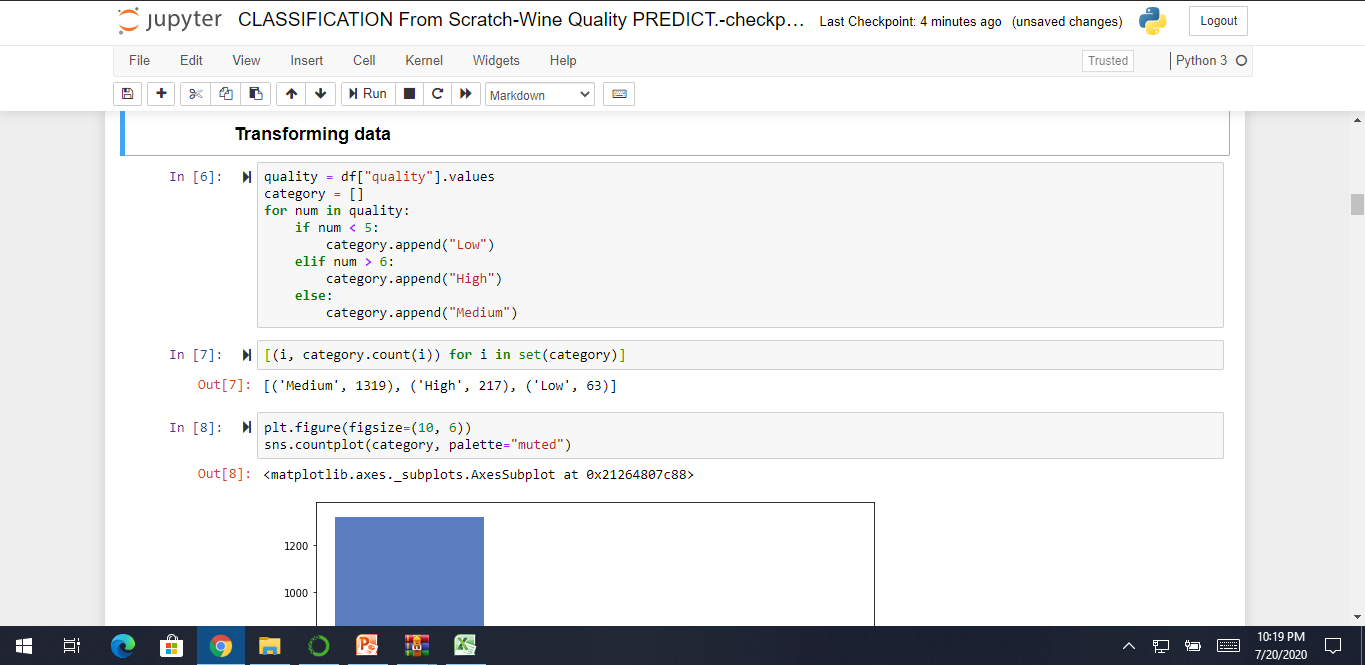 jupyter CLASSIFICATION From Scratch-Wine Quality PREDICT.-checkp... Last Checkpoint: 4 minutes ago (unsaved changes) Logout
File Edit View Insert Cell Kernel Widgets Help Trusted Python 3
Run Markdown
Transforming data
In [6]: quality = df["quality"].values
category = []
for num in quality:
    if num < 5:
        category.append("Low")
    elif num > 6:
        category.append("High")
    else:
        category.append("Medium")
In [7]: [(i, category.count(i)) for i in set(category)]
Out[7]: [('Medium', 1319), ('High', 217), ('Low', 63)]
In [8]: plt.figure(figsize=(10, 6))
sns.countplot(category, palette="muted")
Out[8]: <matplotlib.axes._subplots.AxesSubplot at 0x21264807c88>
1200
1000
10:19 PM
7/20/2020